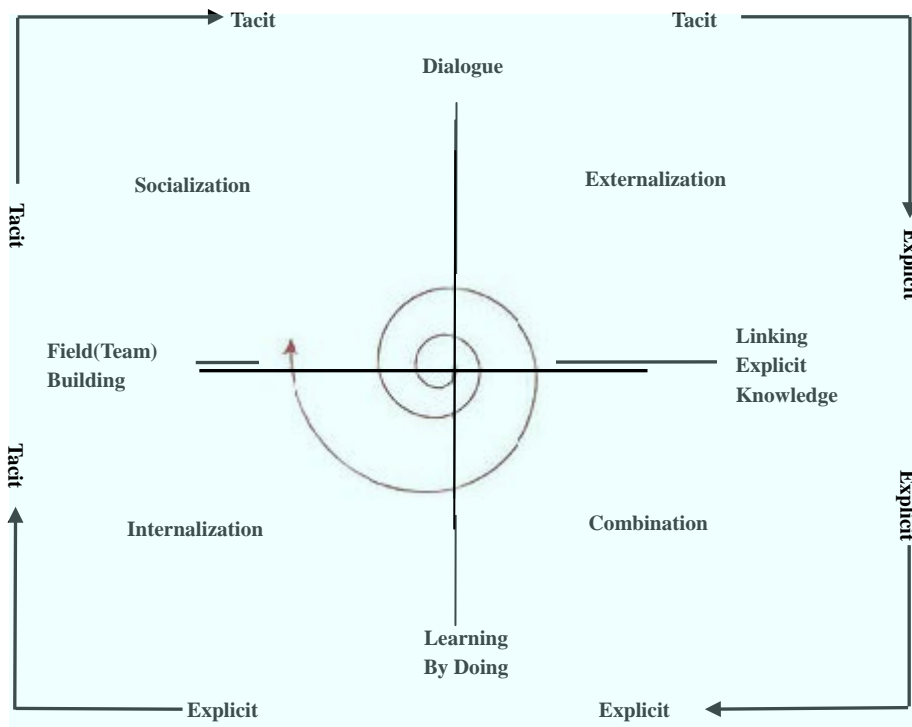 Tacit
Tacit
Dialogue
Socialization
Externalization
Tacit
Explicit
Field(Team)
Building
Linking
Explicit
Knowledge
Tacit
Explicit
Internalization
Combination
Learning
By Doing
Explicit
Explicit